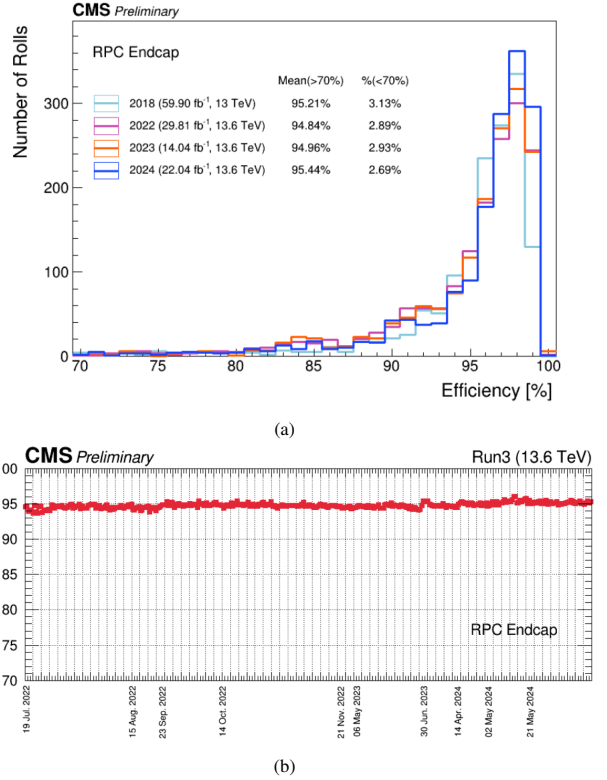 CMS Preliminary
RPC Endcap
Mean(>70%) %(<70%)
2018 (59.90 fb-1, 13 TeV) 95.21% 3.13%
2022 (29.81 fb-1, 13.6 TeV) 94.84% 2.89%
2023 (14.04 fb-1, 13.6 TeV) 94.96% 2.93%
2024 (22.04 fb-1, 13.6 TeV) 95.44% 2.69%
Number of Rolls
300
200
100
0
70 75 80 85 90 95 100
Efficiency [%]
(a)
CMS Preliminary Run3 (13.6 TeV)
00
95
90
85
80
75
70
RPC Endcap
19 Jul. 2022
15 Aug. 2022
23 Sep. 2022
14 Oct. 2022
21 Nov. 2022
06 May 2023
30 Jun. 2023
14 Apr. 2024
02 May 2024
21 May 2024
(b)